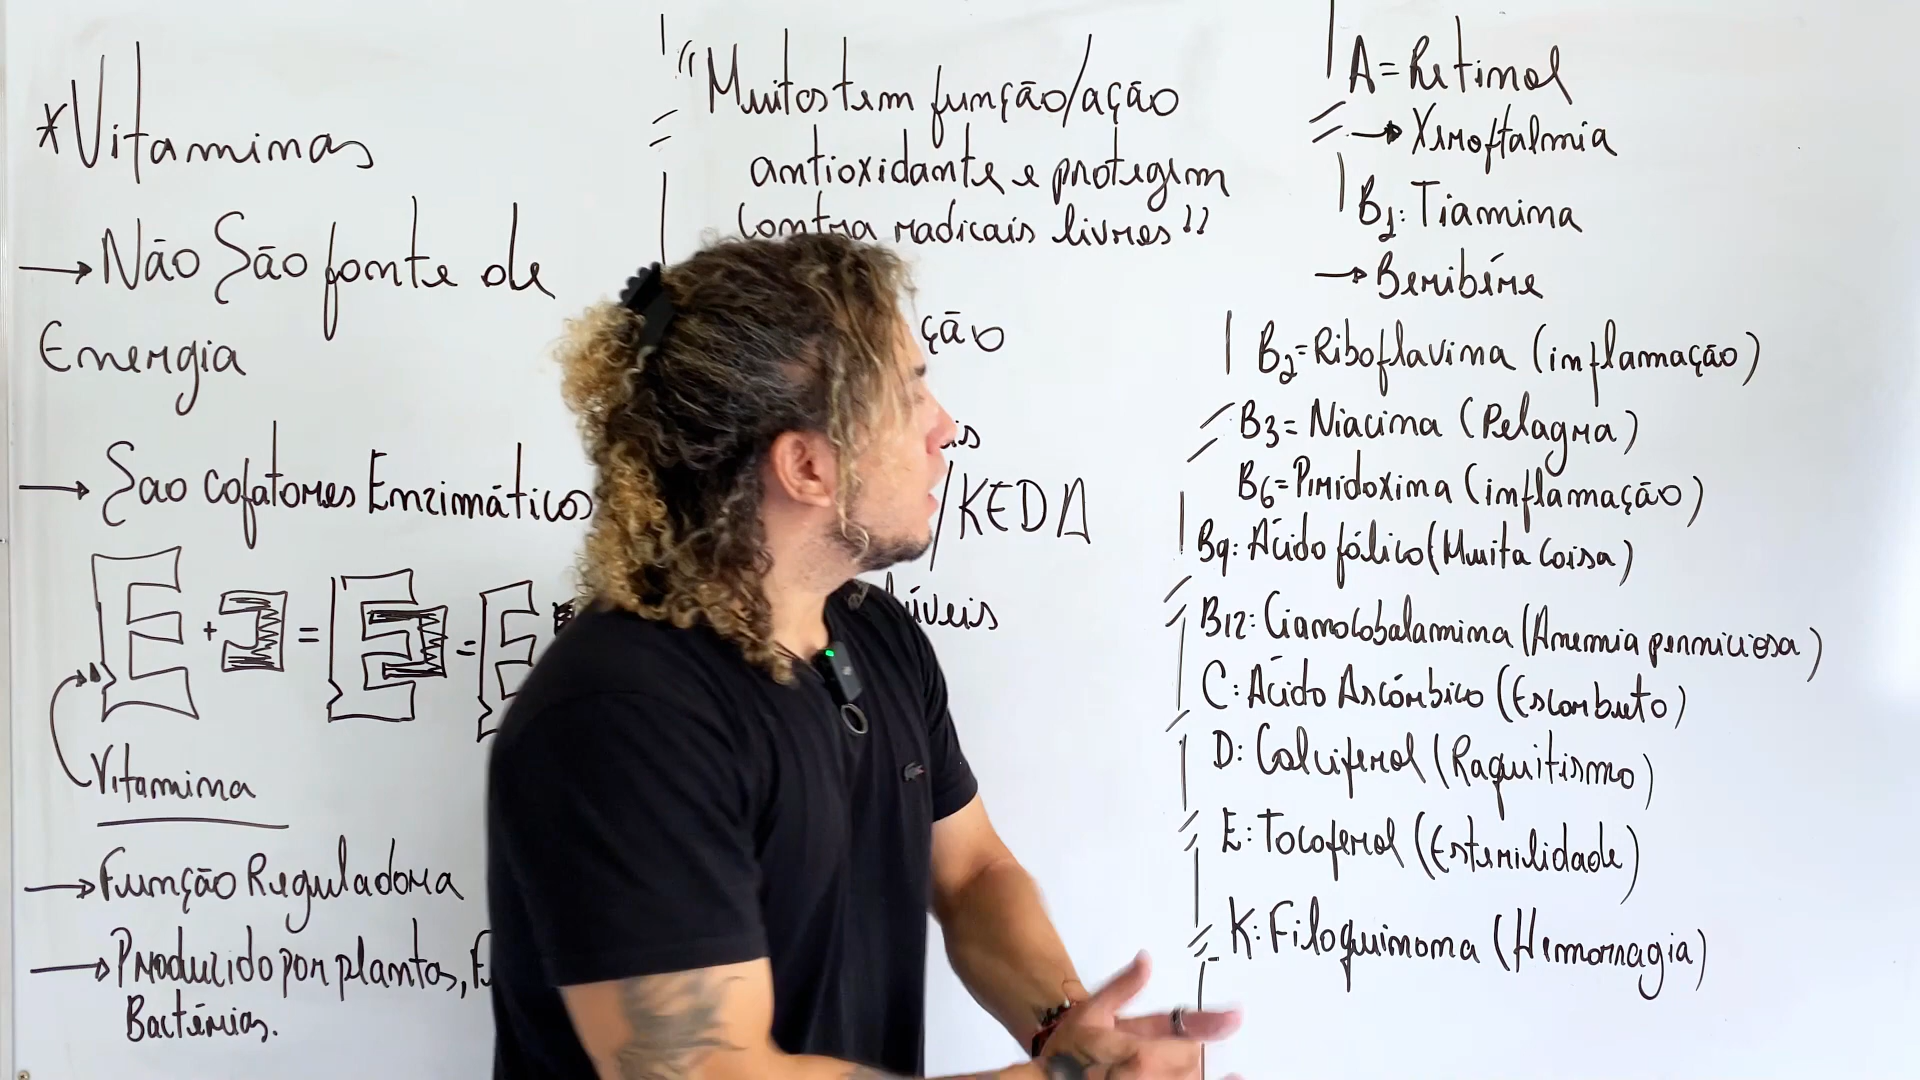 *Vitaminas
→Não São fonte de
Energia
→ Sao cofatores Enzimáticos
E + = =
Vitamina
→Função Reguladora
→Produzido por plantas,
Bactérias.
"Muitos tem função/ação
antioxidante e protegem
contra radicais livres"
ção
is
/KEDA
lúveis
A=Retinol
→ Xeroftalmia
B1: Tiamina
→Beribére
B2=Riboflavina (inflamação)
B3= Niacina (Pelagra)
B6=Piridoxina (inflamação)
B9: Ácido fólico (Muita Coisa)
B12: Cianocobalamina (Anemia perniciosa)
C: Ácido Ascórbico (Escorbuto)
D: Calciferol (Raquitismo)
E: Tocoferol (Esterilidade)
K: Filoquinona (Hemorragia)